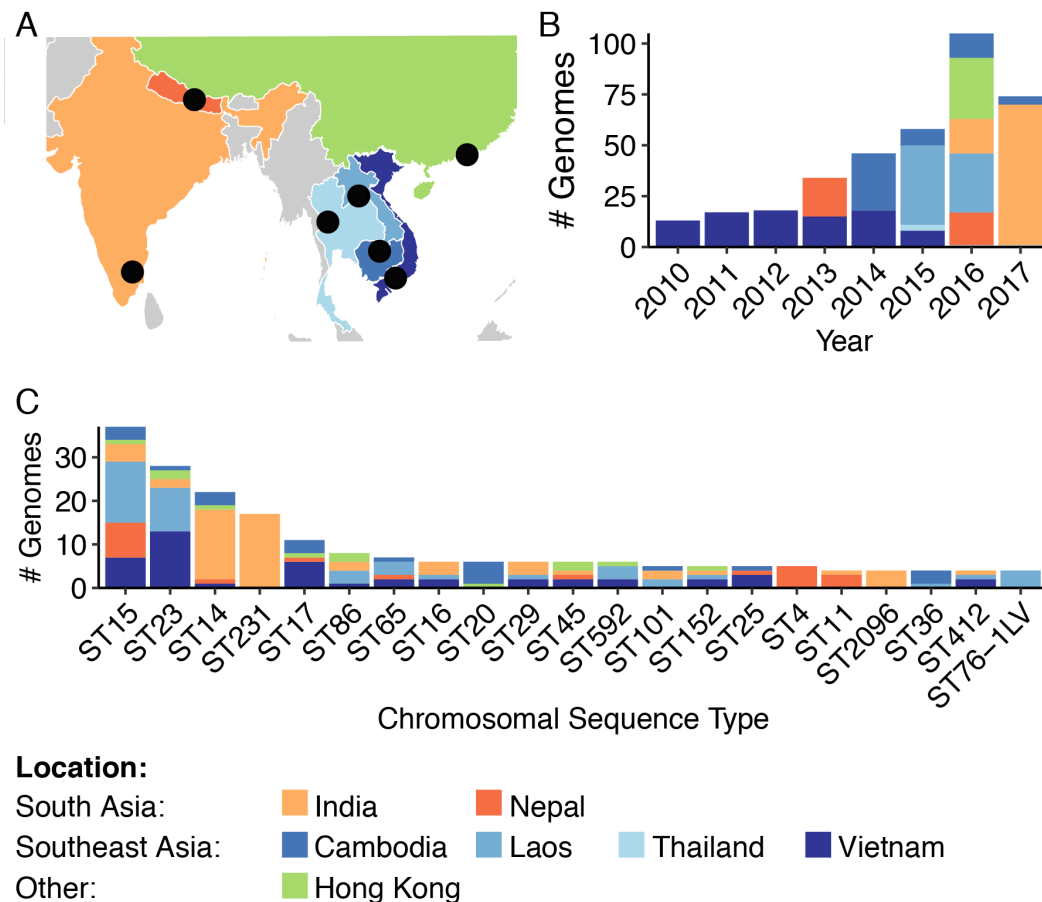 A
B
# Genomes
100
75
50
25
0
2010
2011
2012
2013
2014
2015
2016
2017
Year
C
# Genomes
30
20
10
0
ST15
ST23
ST14
ST231
ST17
ST86
ST65
ST16
ST20
ST29
ST45
ST592
ST101
ST152
ST25
ST4
ST11
ST2096
ST36
ST412
ST76−1LV
Chromosomal Sequence Type
Location:
South Asia: India Nepal
Southeast Asia: Cambodia Laos Thailand Vietnam
Other: Hong Kong